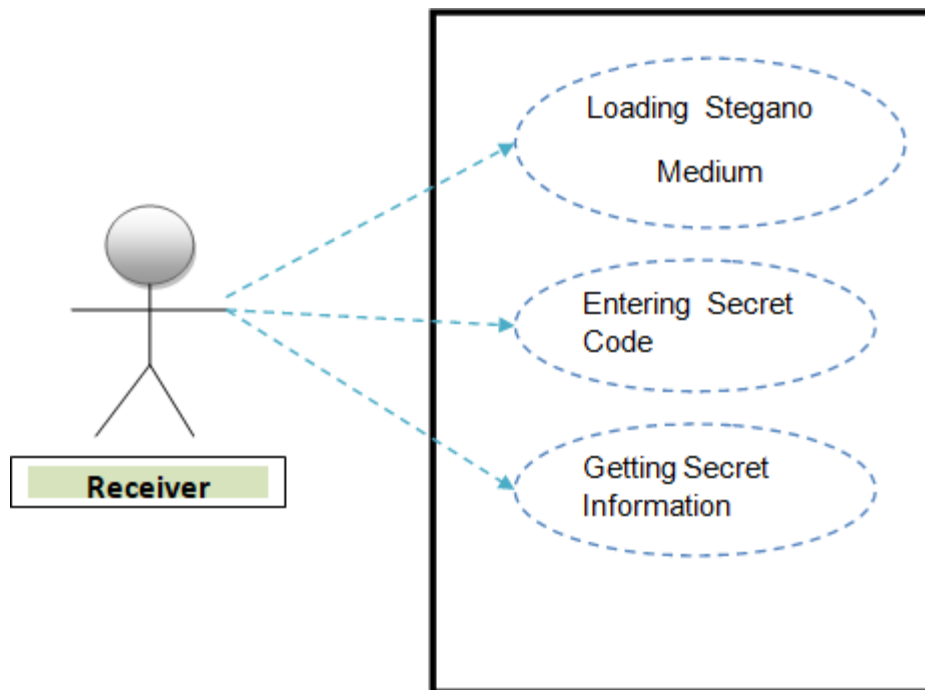 Loading Stegano
Medium
Entering Secret
Code
Getting Secret
Information
Receiver